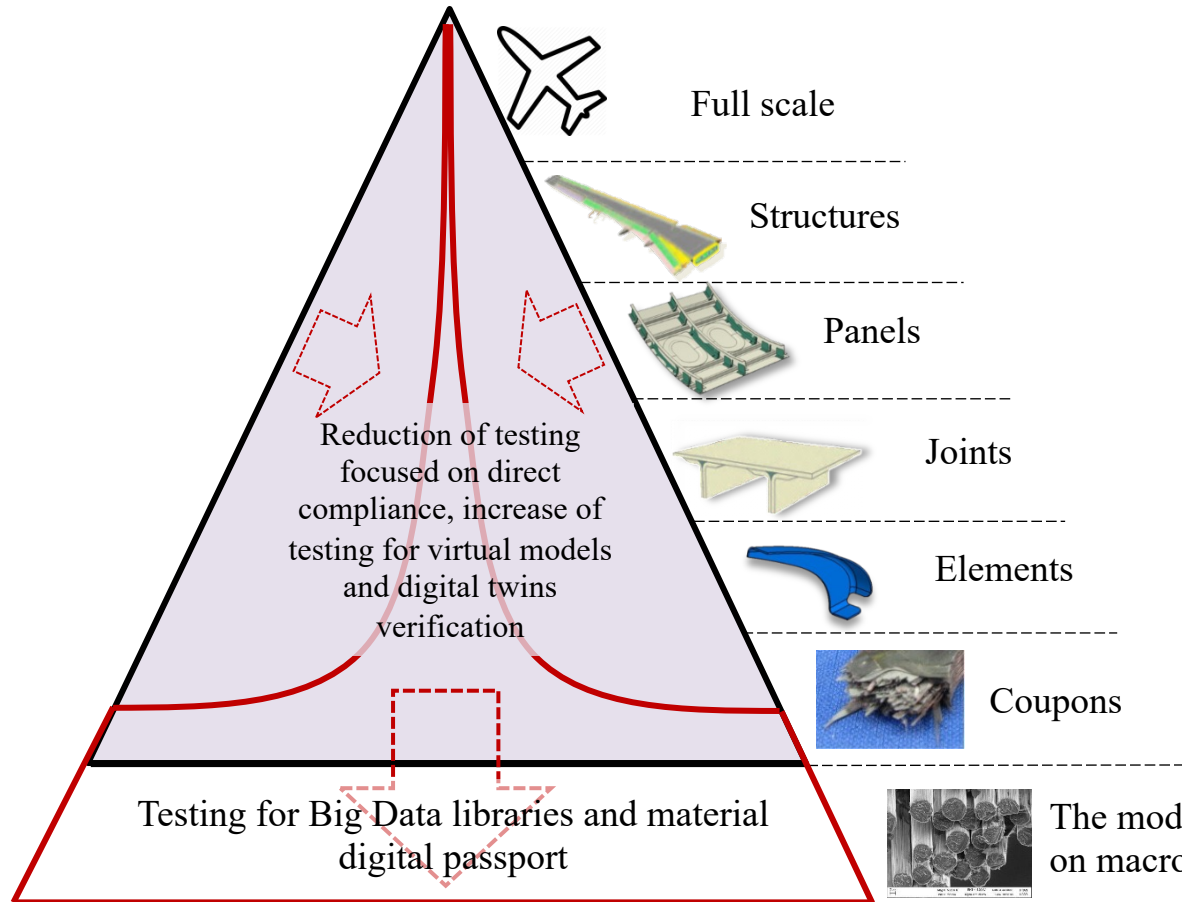 Full scale
Structures
Panels
Joints
Elements
Coupons
Reduction of testing
focused on direct
compliance, increase of
testing for virtual models
and digital twins
verification
Testing for Big Data libraries and material
digital passport
The mod
on macro